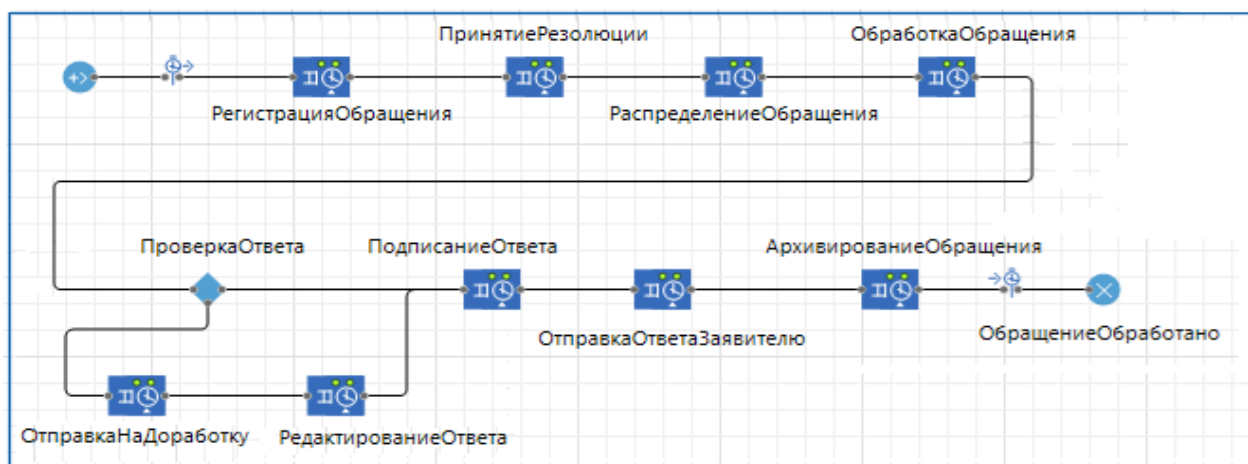 ПринятиеРезолюции
ОбработкаОбращения
РегистрацияОбращения
РаспределениеОбращения
ПроверкаОтвета
ПодписаниеОтвета
АрхивированиеОбращения
ОтправкаОтветаЗаявителю
ОбращениеОбработано
ОтправкаНаДоработку
РедактированиеОтвета